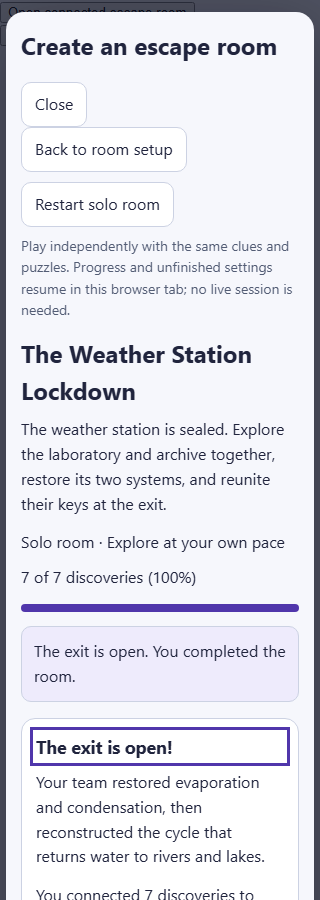 Create an escape room
Close
Back to room setup
Restart solo room
Play independently with the same clues and
puzzles. Progress and unfinished settings
resume in this browser tab; no live session is
needed.
The Weather Station
Lockdown
The weather station is sealed. Explore
the laboratory and archive together,
restore its two systems, and reunite
their keys at the exit.
Solo room · Explore at your own pace
7 of 7 discoveries (100%)
The exit is open. You completed the
room.
The exit is open!
Your team restored evaporation
and condensation, then
reconstructed the cycle that
returns water to rivers and lakes.
You connected 7 discoveries to